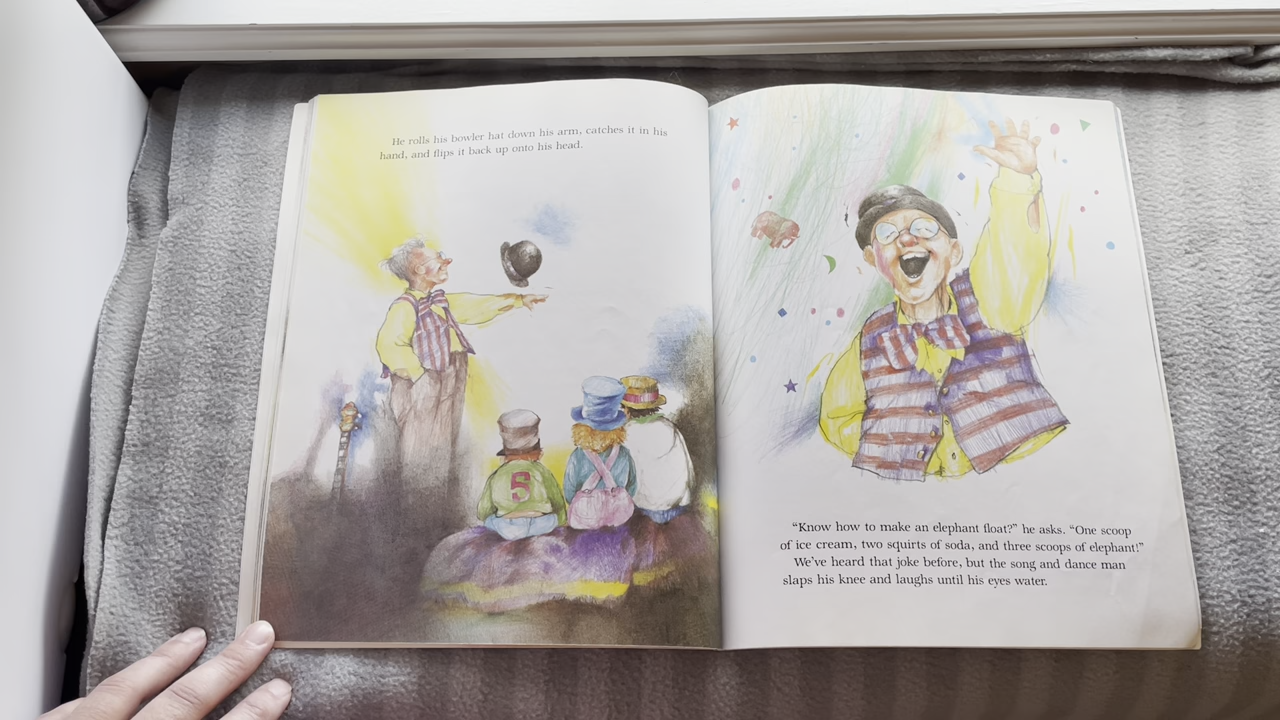 He rolls his bowler hat down his arm, catches it in his
hand, and flips it back up onto his head.
5
“Know how to make an elephant float?” he asks. “One scoop
of ice cream, two squirts of soda, and three scoops of elephant!”
We’ve heard that joke before, but the song and dance man
slaps his knee and laughs until his eyes water.